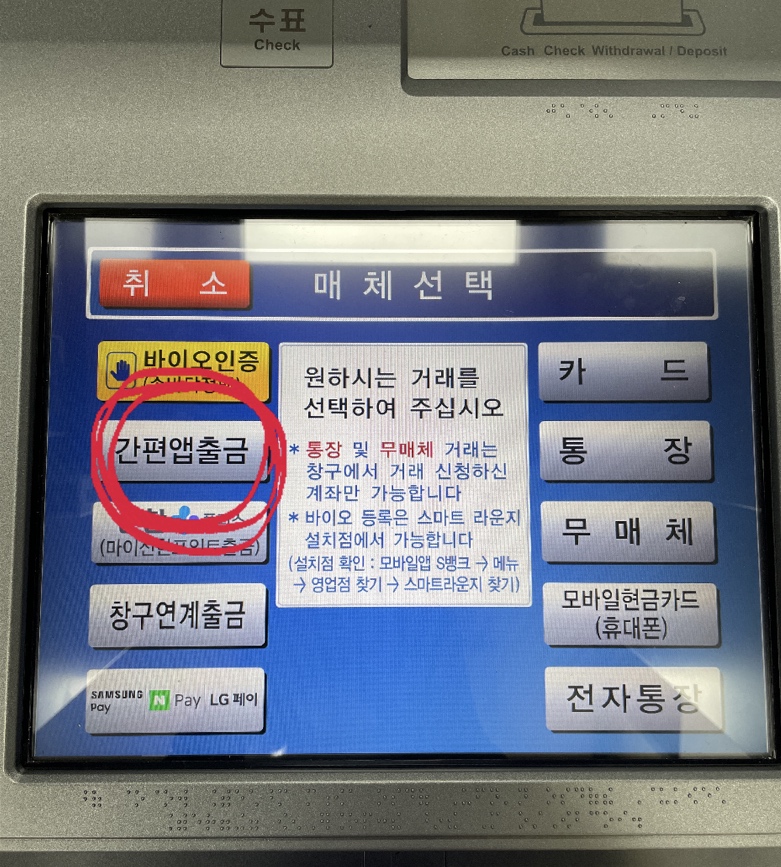 수표
Check
Cash Check Withdrawal / Deposit
취 소
매 체 선 택
바이오인증
간편앱출금
(마이신한포인트출금)
창구연계출금
SAMSUNG Pay N Pay LG 페이
원하시는 거래를
선택하여 주십시오
* 통장 및 무매체 거래는
창구에서 거래 신청하신
계좌만 가능합니다
* 바이오 등록은 스마트 라운지
설치점에서 가능합니다
(설치점 확인 : 모바일앱 S뱅크 → 메뉴
→ 영업점 찾기 → 스마트라운지 찾기)
카 드
통 장
무 매 체
모바일현금카드
(휴대폰)
전자통장